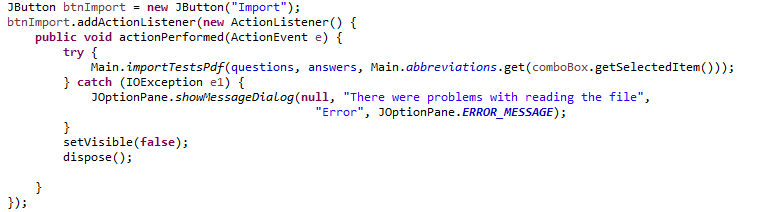 JButton btnImport = new JButton("Import");
btnImport.addActionListener(new ActionListener() {
    public void actionPerformed(ActionEvent e) {
        try {
            Main.importTestsPdf(questions, answers, Main.abbreviations.get(comboBox.getSelectedItem()));
        } catch (IOException e1) {
            JOptionPane.showMessageDialog(null, "There were problems with reading the file",
                                            "Error", JOptionPane.ERROR_MESSAGE);
        }
        setVisible(false);
        dispose();
    }
});